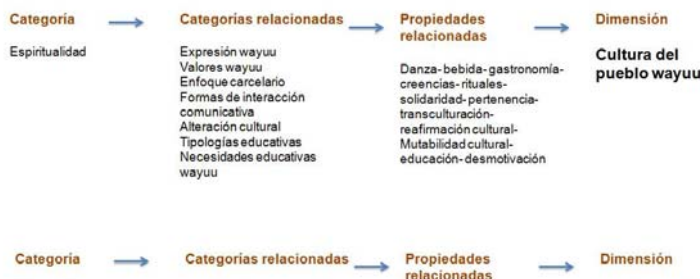 Categoría
Categorías relacionadas
Propiedades
relacionadas
Dimensión
Espiritualidad
Expresión wayuu
Valores wayuu
Enfoque carcelario
Formas de interacción
comunicativa
Alteración cultural
Tipologías educativas
Necesidades educativas
wayuu
Danza- bebida- gastronomía-
creencias- rituales-
solidaridad- pertenencia-
transculturación-
reafirmación cultural-
Mutabilidad cultural-
educación- desmotivación
Cultura del
pueblo wayuu
Categoría
Categorías relacionadas
Propiedades
relacionadas
Dimensión